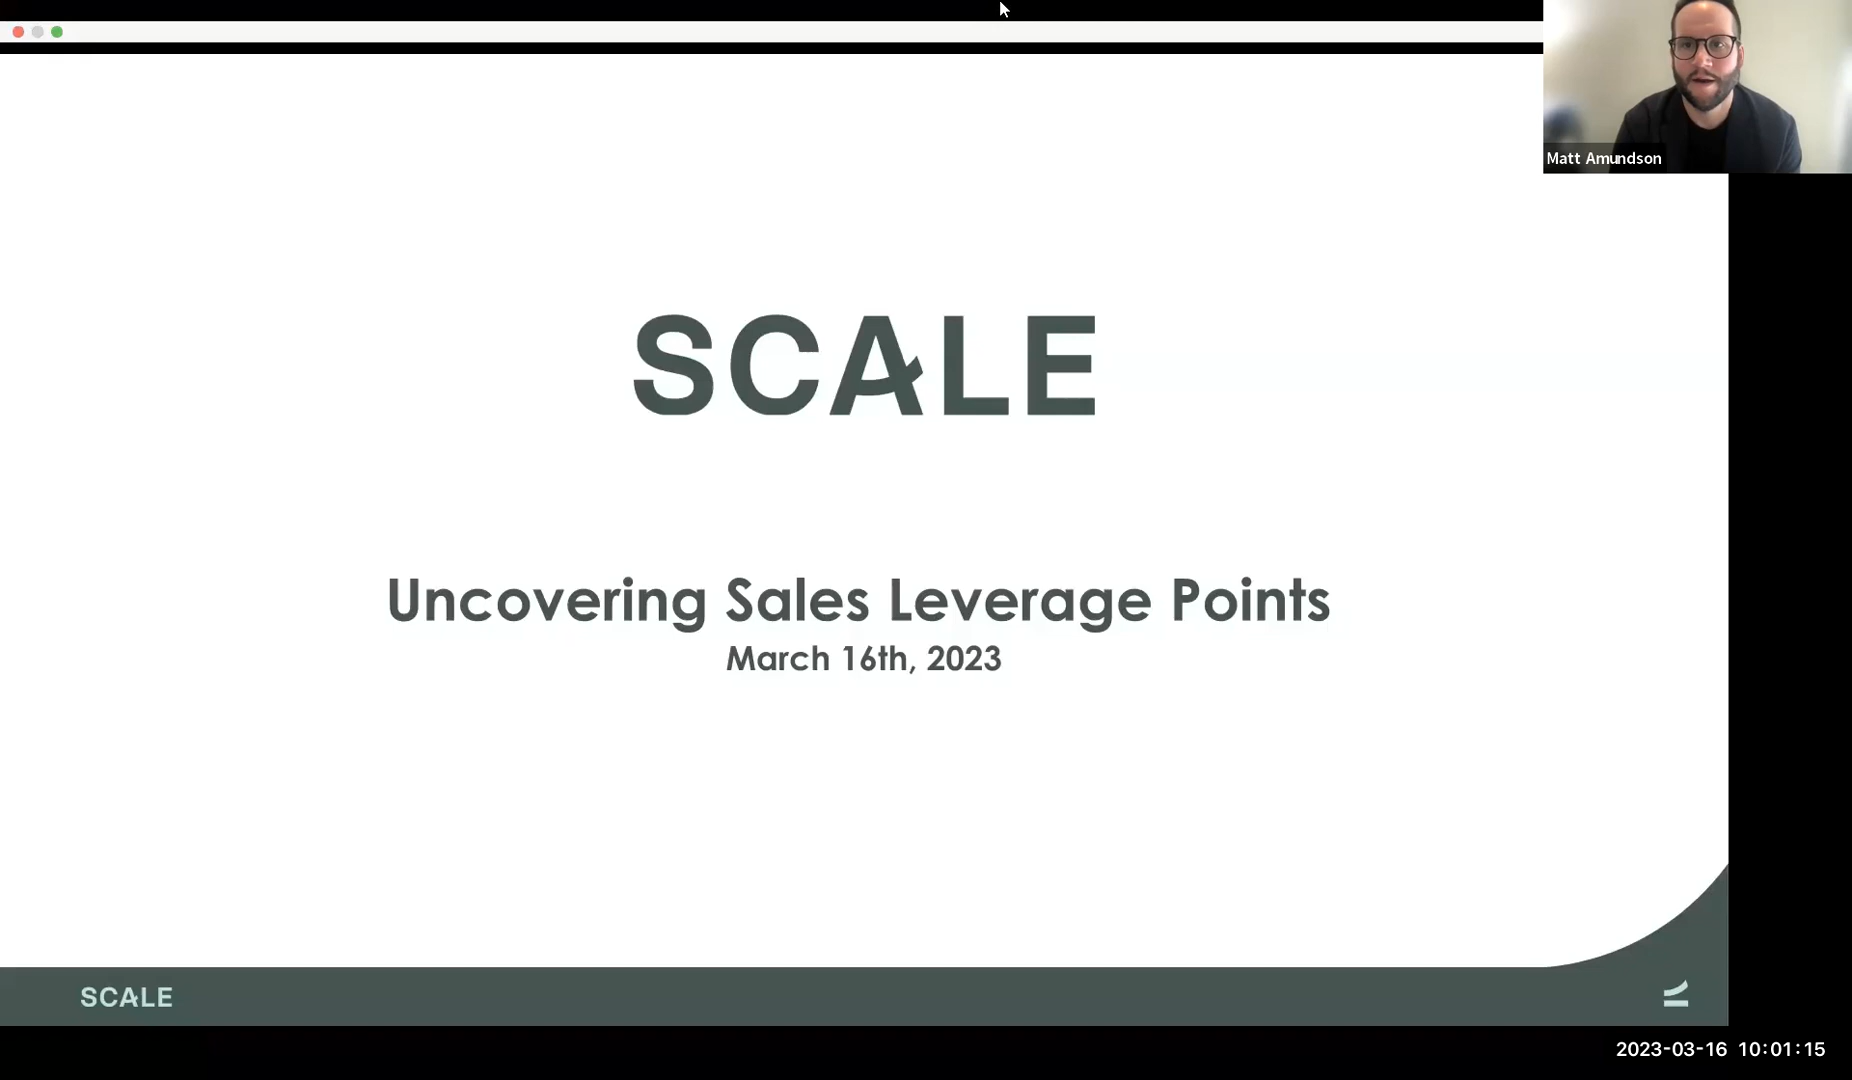 Matt Amundson
SCALE
Uncovering Sales Leverage Points
March 16th, 2023
SCALE
2023-03-16 10:01:15